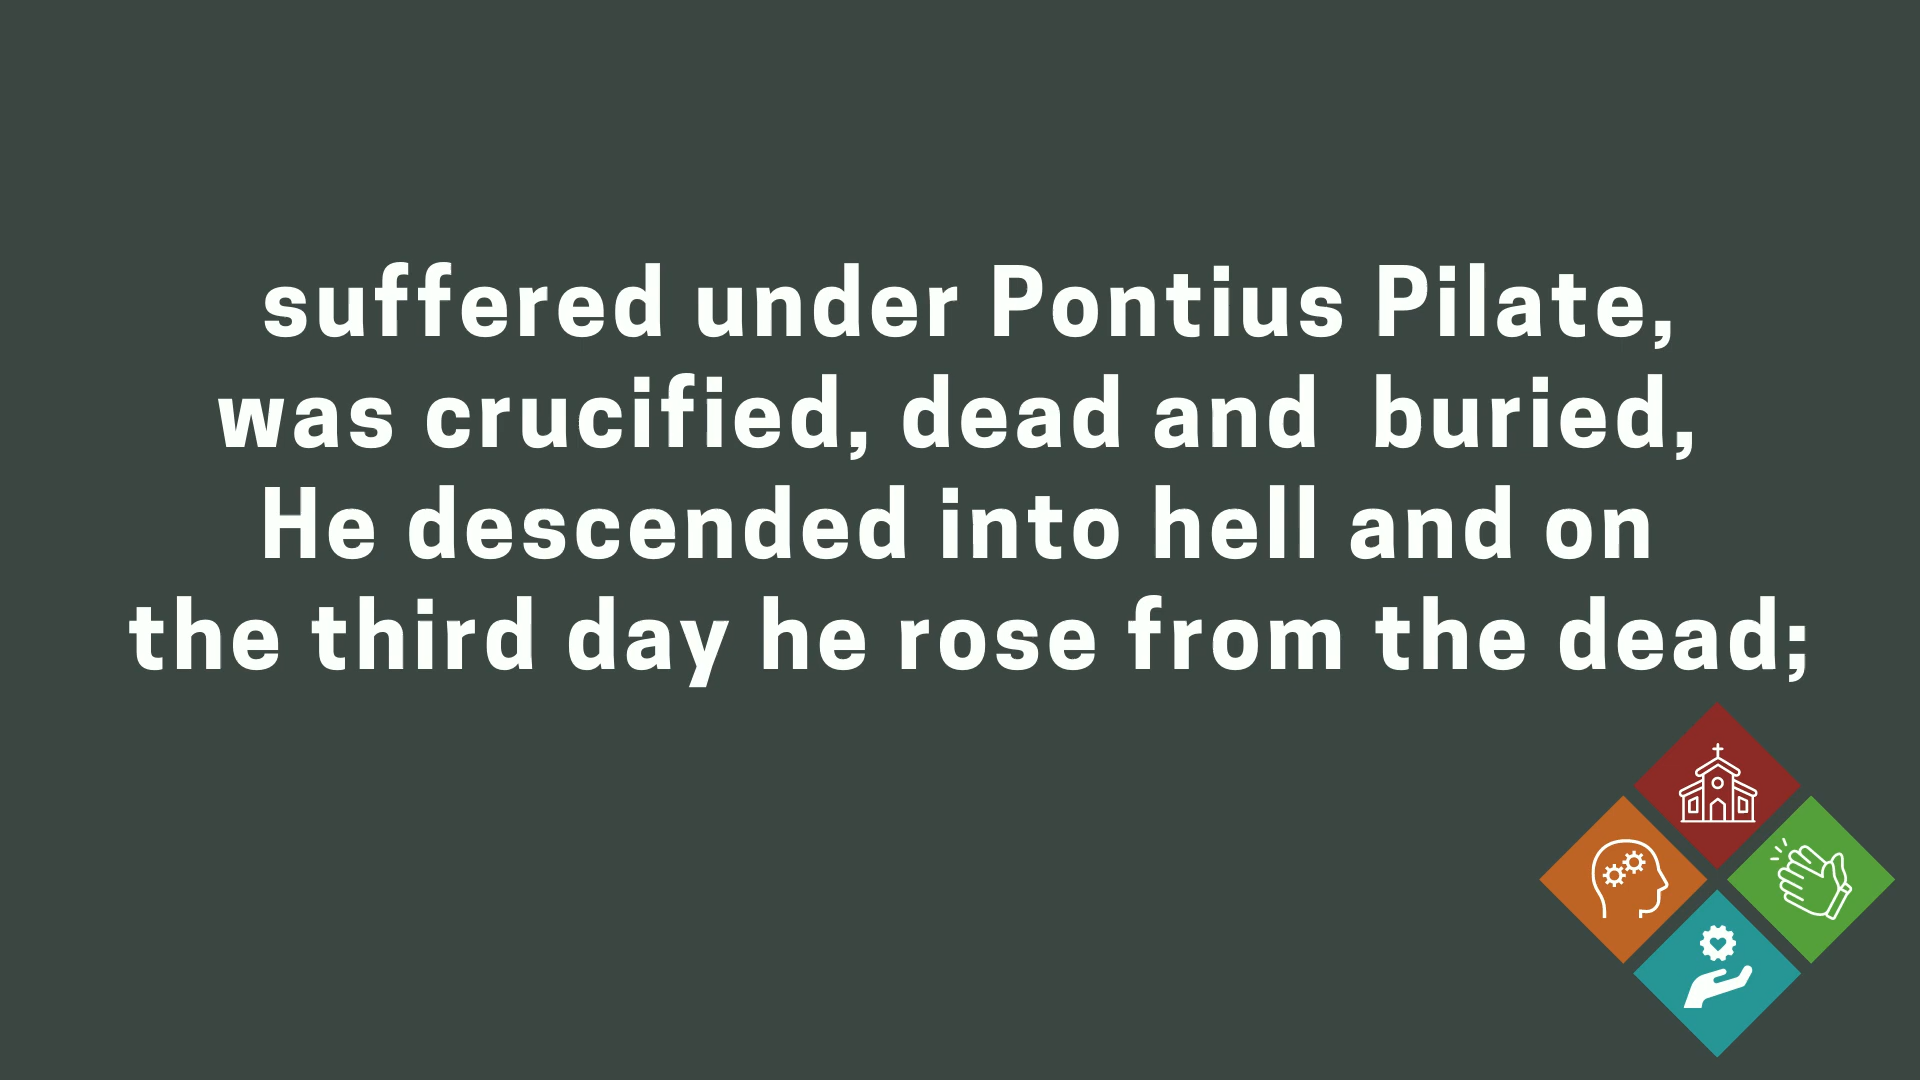 suffered under Pontius Pilate,
was crucified, dead and  buried,
He descended into hell and on
the third day he rose from the dead;